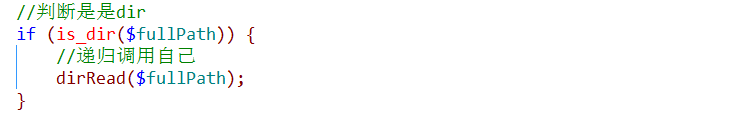 //判断是是dir
if (is_dir($fullPath)) {
    //递归调用自己
    dirRead($fullPath);
}